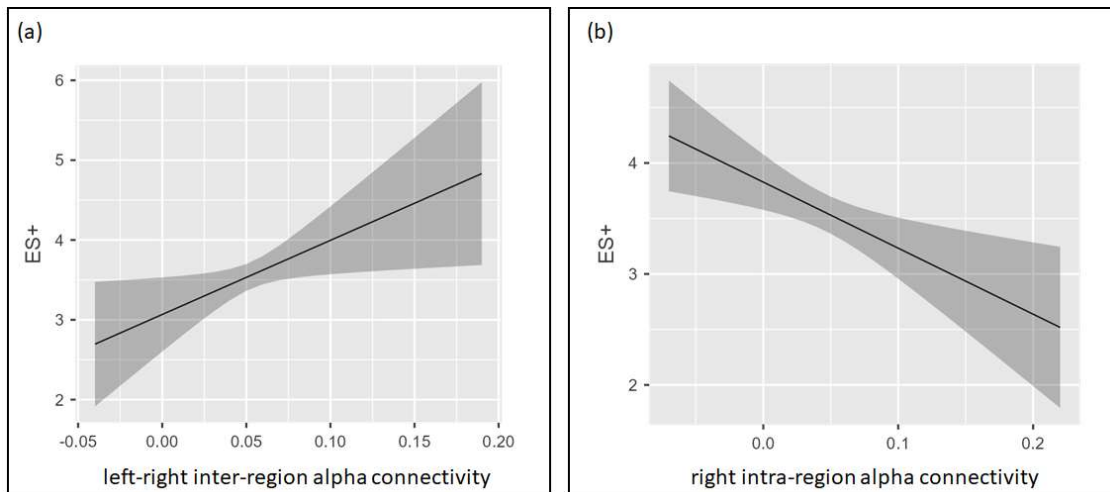 (a)
6
5
4
3
2
ES+
-0.05 0.00 0.05 0.10 0.15 0.20
left-right inter-region alpha connectivity
(b)
4
3
2
ES+
0.0 0.1 0.2
right intra-region alpha connectivity